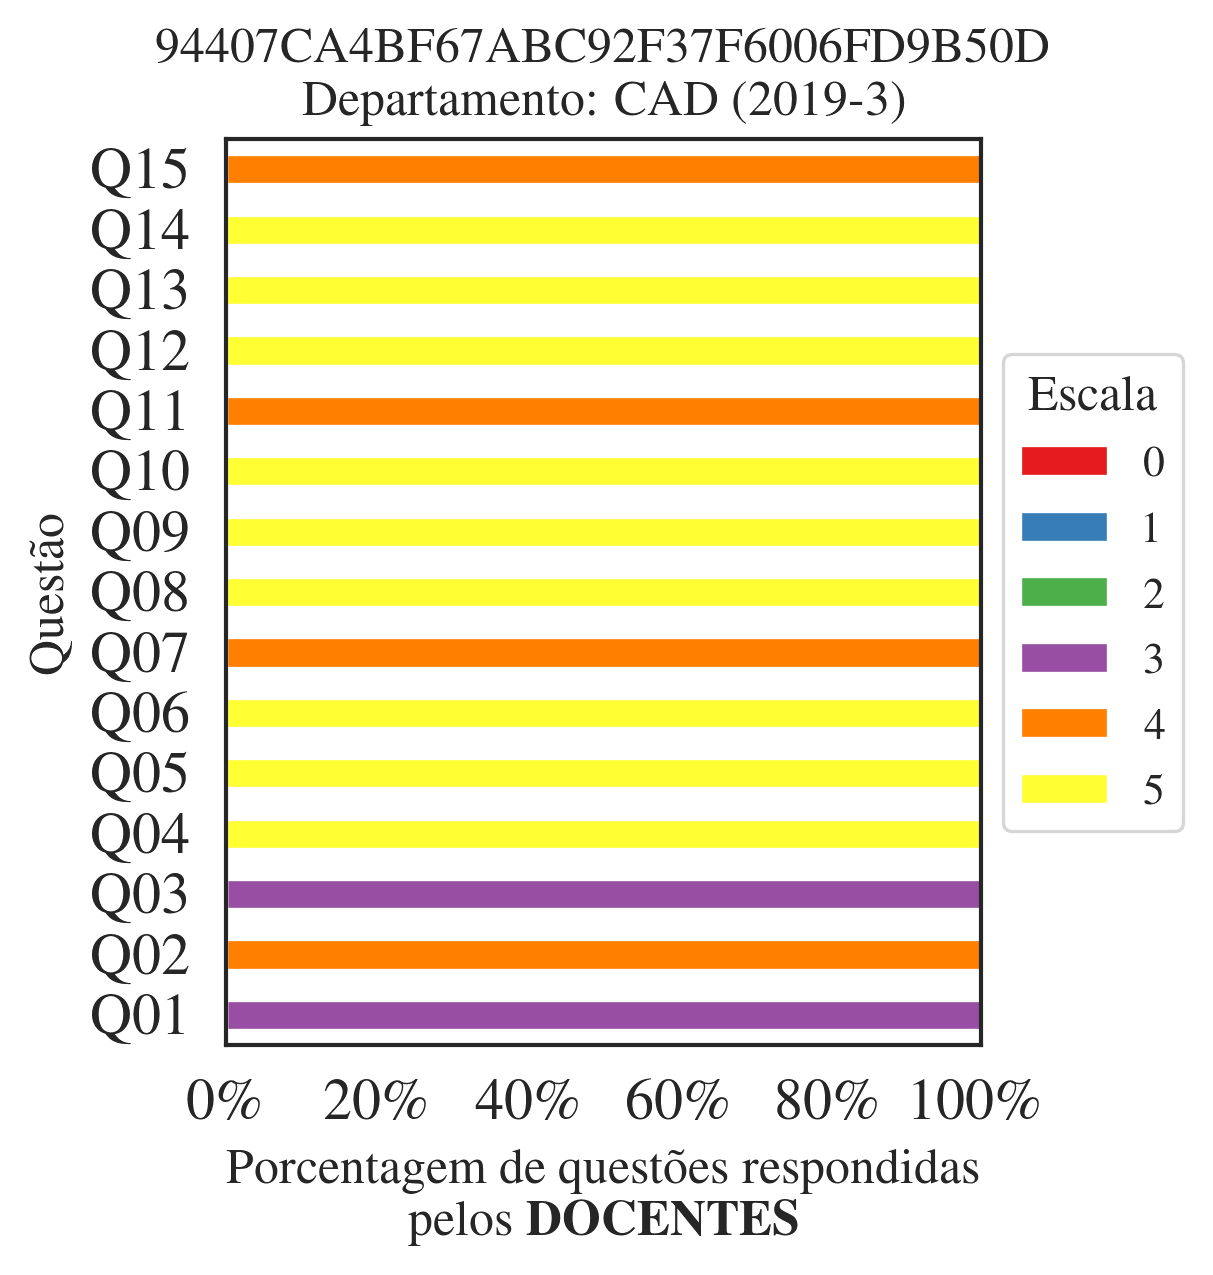 94407CA4BF67ABC92F37F6006FD9B50D
Departamento: CAD (2019-3)
Questão
Q15
Q14
Q13
Q12
Q11
Q10
Q09
Q08
Q07
Q06
Q05
Q04
Q03
Q02
Q01
0% 20% 40% 60% 80% 100%
Porcentagem de questões respondidas
pelos DOCENTES
Escala
0
1
2
3
4
5